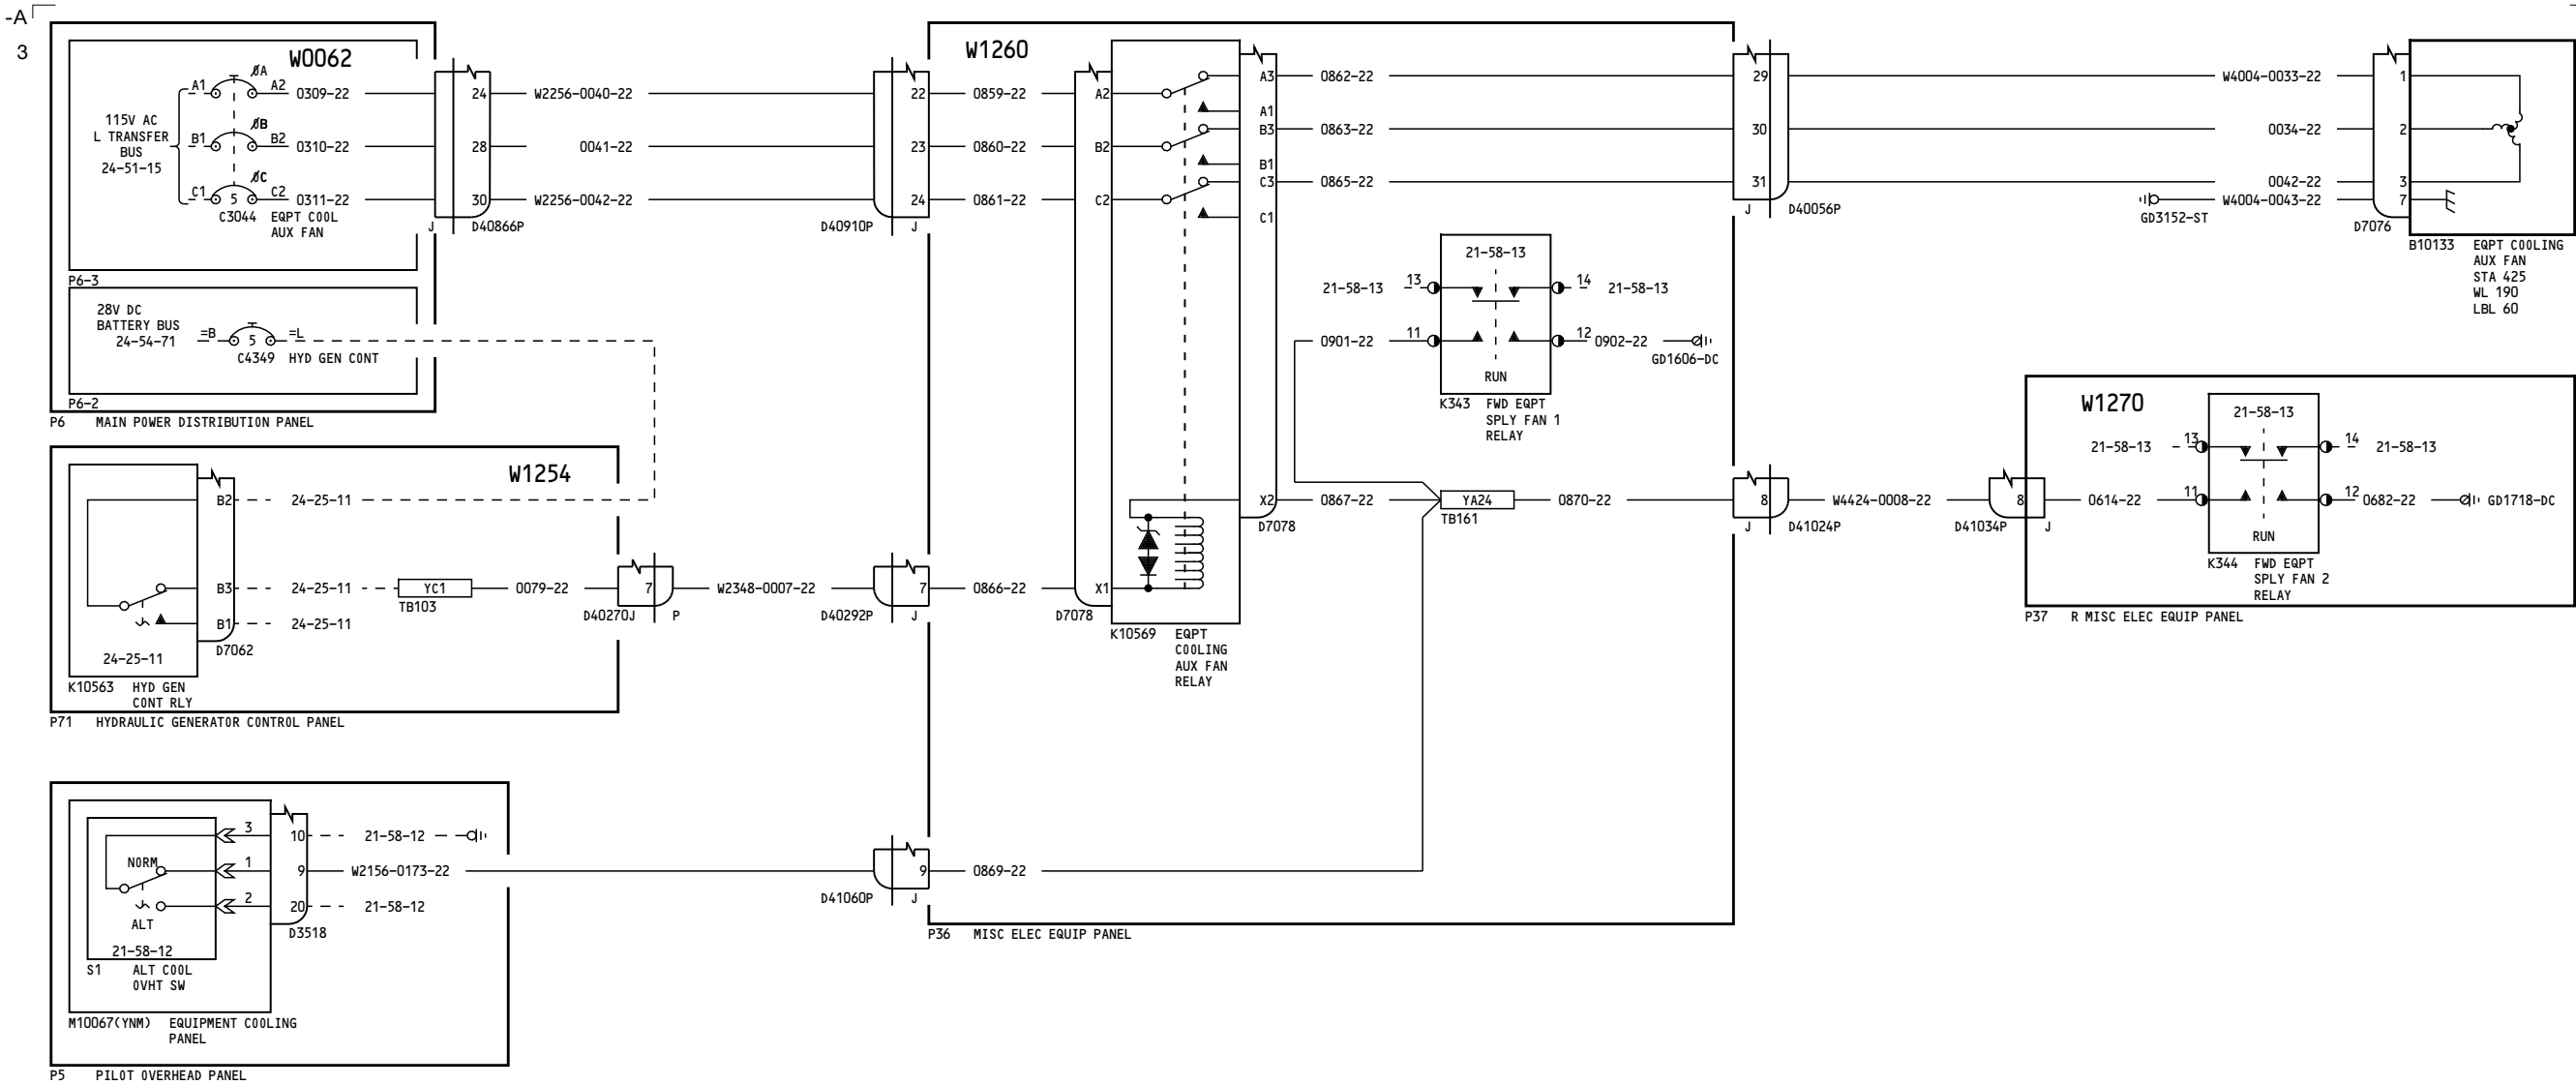 -A
3
W0062
ØA
A1
A2
0309-22
115V AC
L TRANSFER
BUS
24-51-15
ØB
B1
B2
0310-22
ØC
C1
5
C2
0311-22
C3044
EQPT COOL
AUX FAN
P6-3
28V DC
BATTERY BUS
24-54-71
=B
5
=L
C4349
HYD GEN CONT
P6-2
P6
MAIN POWER DISTRIBUTION PANEL
24
28
30
J
D40866P
W2256-0040-22
0041-22
W2256-0042-22
22
23
24
D40910P
J
W1260
0859-22
0860-22
0861-22
A2
B2
C2
A3
A1
B3
B1
C3
C1
0862-22
0863-22
0865-22
29
30
31
J
D40056P
W4004-0033-22
0034-22
0042-22
W4004-0043-22
GD3152-ST
1
2
3
7
D7076
B10133
EQPT COOLING
AUX FAN
STA 425
WL 190
LBL 60
21-58-13
21-58-13
13
14
21-58-13
0901-22
11
12
0902-22
GD1606-DC
RUN
K343
FWD EQPT
SPLY FAN 1
RELAY
W1270
21-58-13
21-58-13
13
14
21-58-13
0614-22
11
12
0682-22
GD1718-DC
RUN
K344
FWD EQPT
SPLY FAN 2
RELAY
P37
R MISC ELEC EQUIP PANEL
X2
D7078
0867-22
YA24
TB161
0870-22
8
J
D41024P
W4424-0008-22
8
D41034P
J
W1254
B2
24-25-11
B3
24-25-11
YC1
TB103
0079-22
B1
24-25-11
D7062
24-25-11
K10563
HYD GEN
CONT RLY
P71
HYDRAULIC GENERATOR CONTROL PANEL
7
D40270J
P
W2348-0007-22
7
D40292P
J
0866-22
X1
D7078
K10569
EQPT
COOLING
AUX FAN
RELAY
3
10
21-58-12
NORM
1
9
W2156-0173-22
2
20
21-58-12
ALT
D3518
21-58-12
S1
ALT COOL
OVHT SW
M10067(YNM)
EQUIPMENT COOLING
PANEL
P5
PILOT OVERHEAD PANEL
9
D41060P
J
0869-22
P36
MISC ELEC EQUIP PANEL